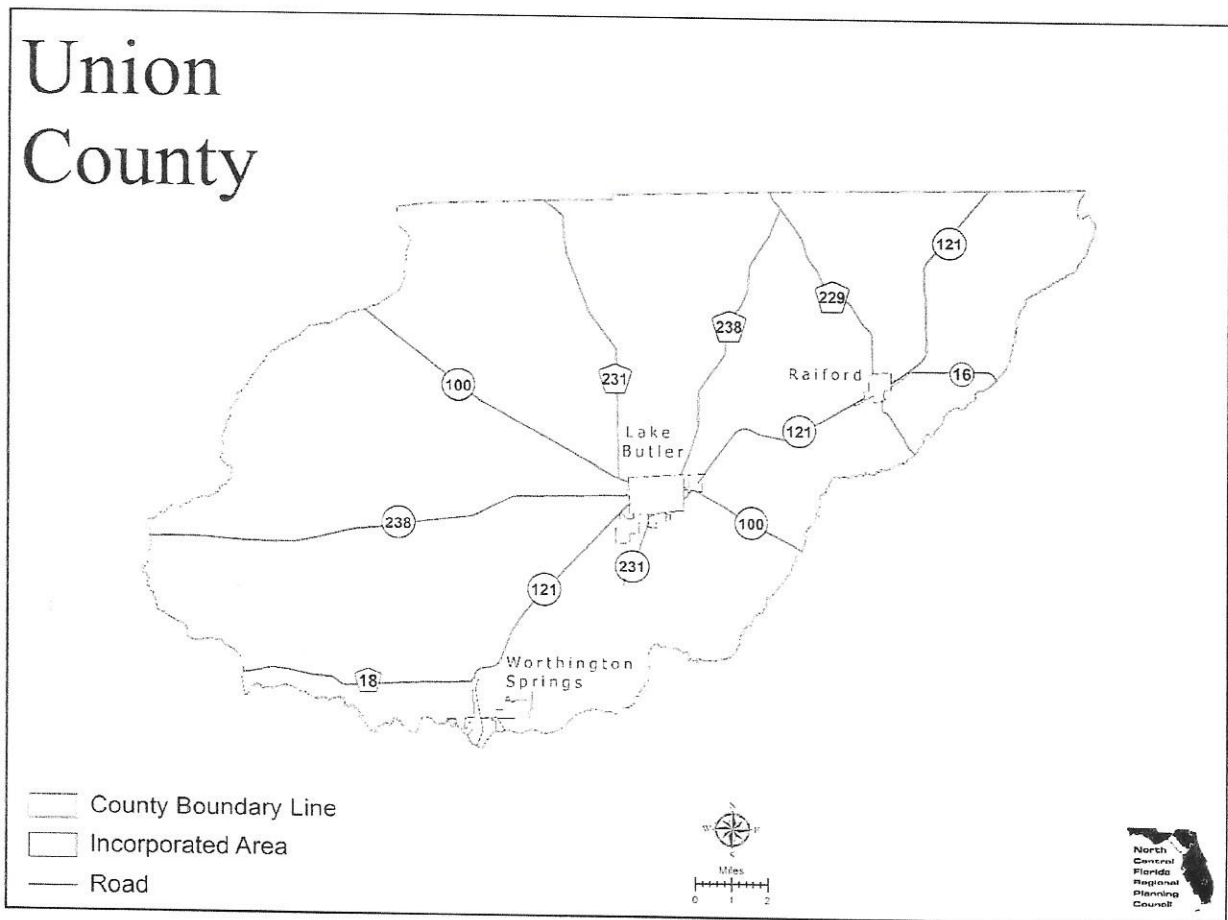 Union
County
121
229
238
Raiford
16
231
100
121
Lake
Butler
238
100
231
121
Worthington
Springs
18
County Boundary Line
Incorporated Area
Road
N
W
E
S
Miles
0 1 2
North
Central
Florida
Regional
Planning
Council